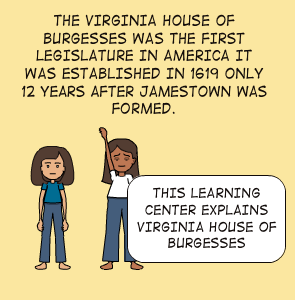 THE VIRGINIA HOUSE OF
BURGESSES WAS THE FIRST
LEGISLATURE IN AMERICA IT
WAS ESTABLISHED IN 1619 ONLY
12 YEARS AFTER JAMESTOWN WAS
FORMED.
THIS LEARNING
CENTER EXPLAINS
VIRGINIA HOUSE OF
BURGESSES